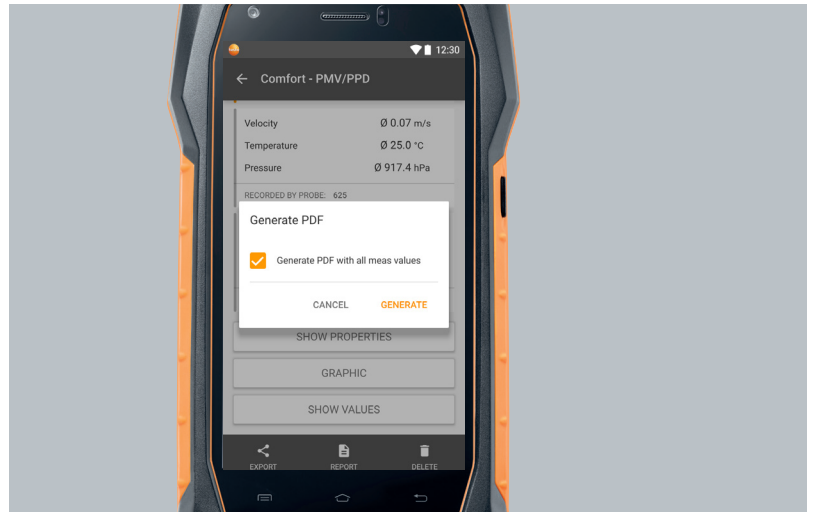 12:30
Comfort - PMV/PPD
Velocity Ø 0.07 m/s
Temperature Ø 25.0 °C
Pressure Ø 917.4 hPa
RECORDED BY PROBE: 625
Generate PDF
Generate PDF with all meas values
CANCEL GENERATE
SHOW PROPERTIES
GRAPHIC
SHOW VALUES
EXPORT REPORT DELETE